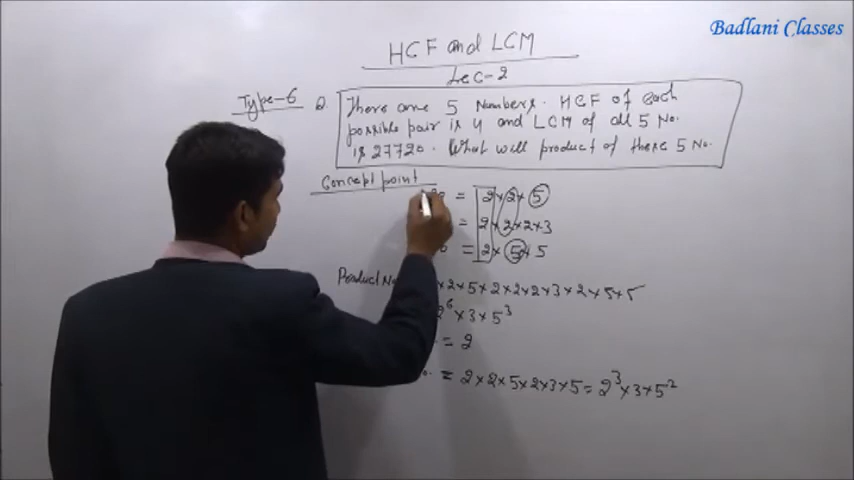 Badlani Classes
HCF and LCM
Lec-2
Type-6 Q. There are 5 Numbers. HCF of each
possible pair is 4 and LCM of all 5 No.
is 27720. What will product of these 5 No.
Concept point
= 2×2×5
= 2×2×2×3
= 2×5×5
Product No
×2×5×2×2×2×3×2×5×5
2⁶×3×5³
= 2
= 2×2×5×2×3×5 = 2³×3×5²